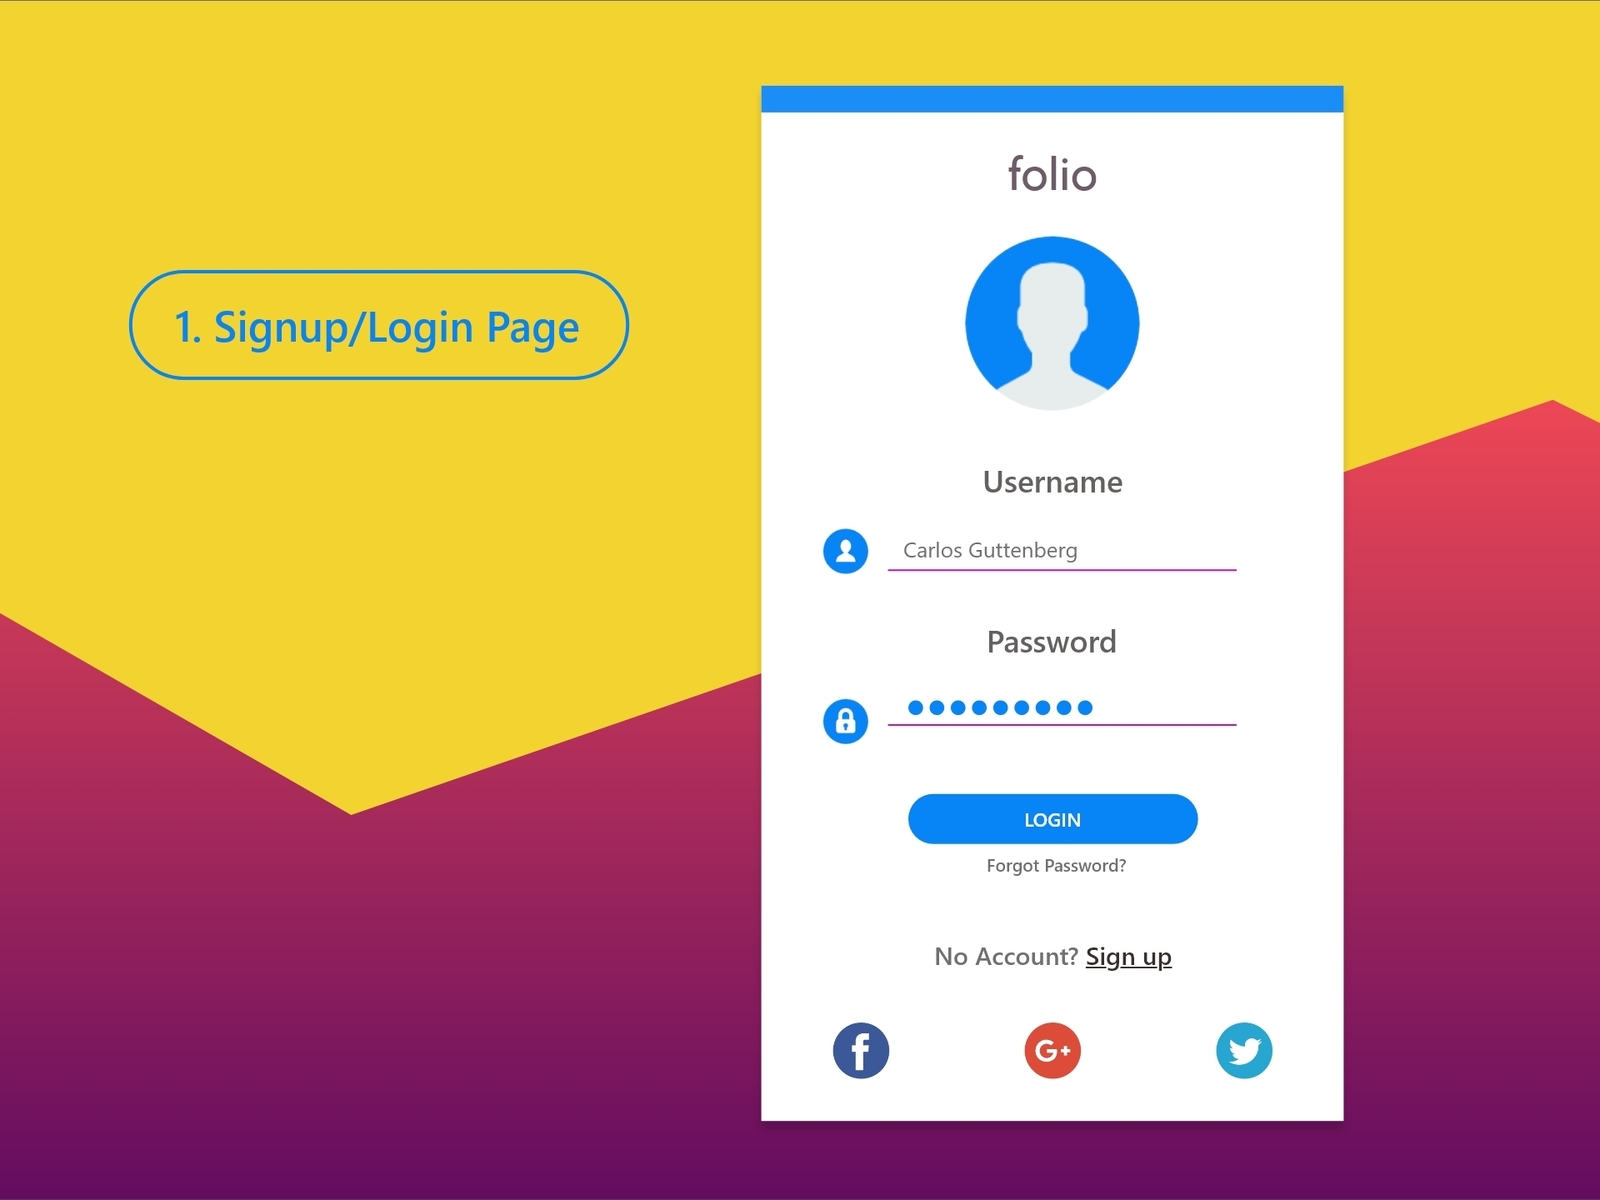 folio
1. Signup/Login Page
Username
Carlos Guttenberg
Password
LOGIN
Forgot Password?
No Account? Sign up
f
G+